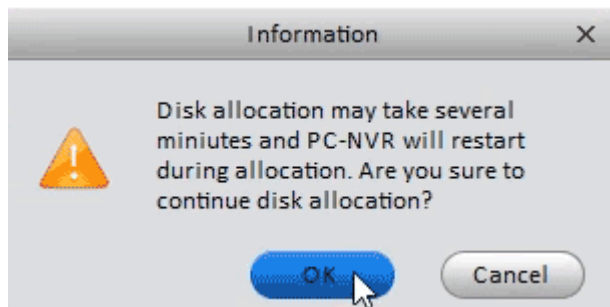 Information
Disk allocation may take several
miniutes and PC-NVR will restart
during allocation. Are you sure to
continue disk allocation?
OK
Cancel